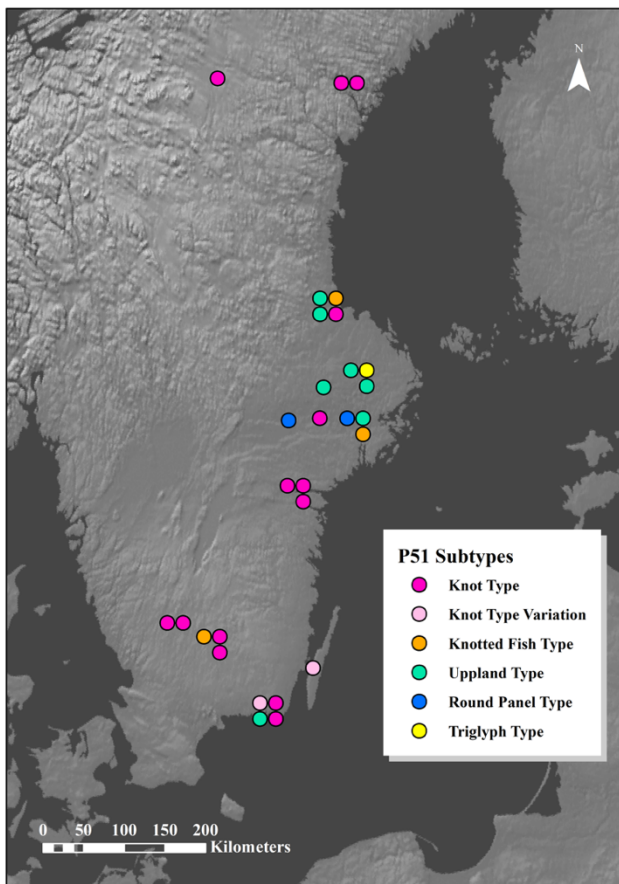 N
P51 Subtypes
Knot Type
Knot Type Variation
Knotted Fish Type
Uppland Type
Round Panel Type
Triglyph Type
0 50 100 150 200
Kilometers